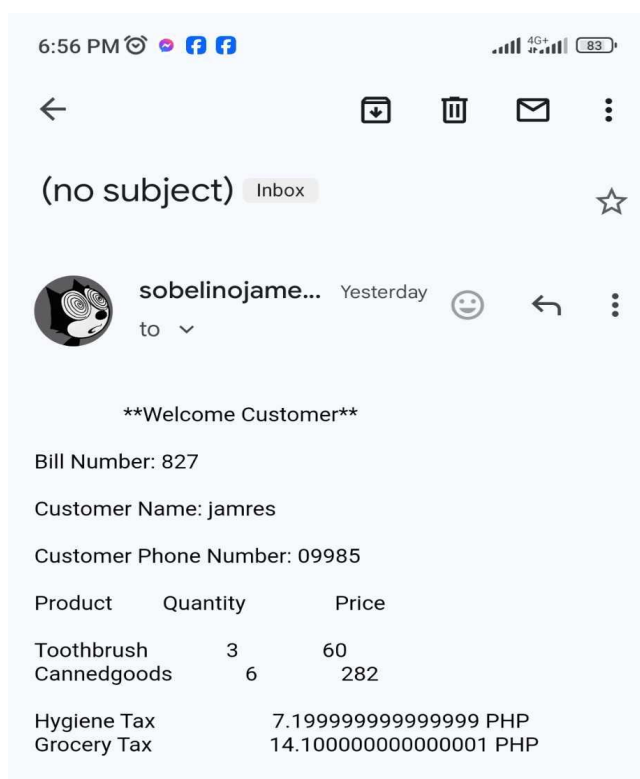 6:56 PM 4G+ 83
(no subject) Inbox
sobelinojame... Yesterday
to
**Welcome Customer**
Bill Number: 827
Customer Name: jamres
Customer Phone Number: 09985
Product Quantity Price
Toothbrush 3 60
Cannedgoods 6 282
Hygiene Tax 7.199999999999999 PHP
Grocery Tax 14.100000000000001 PHP